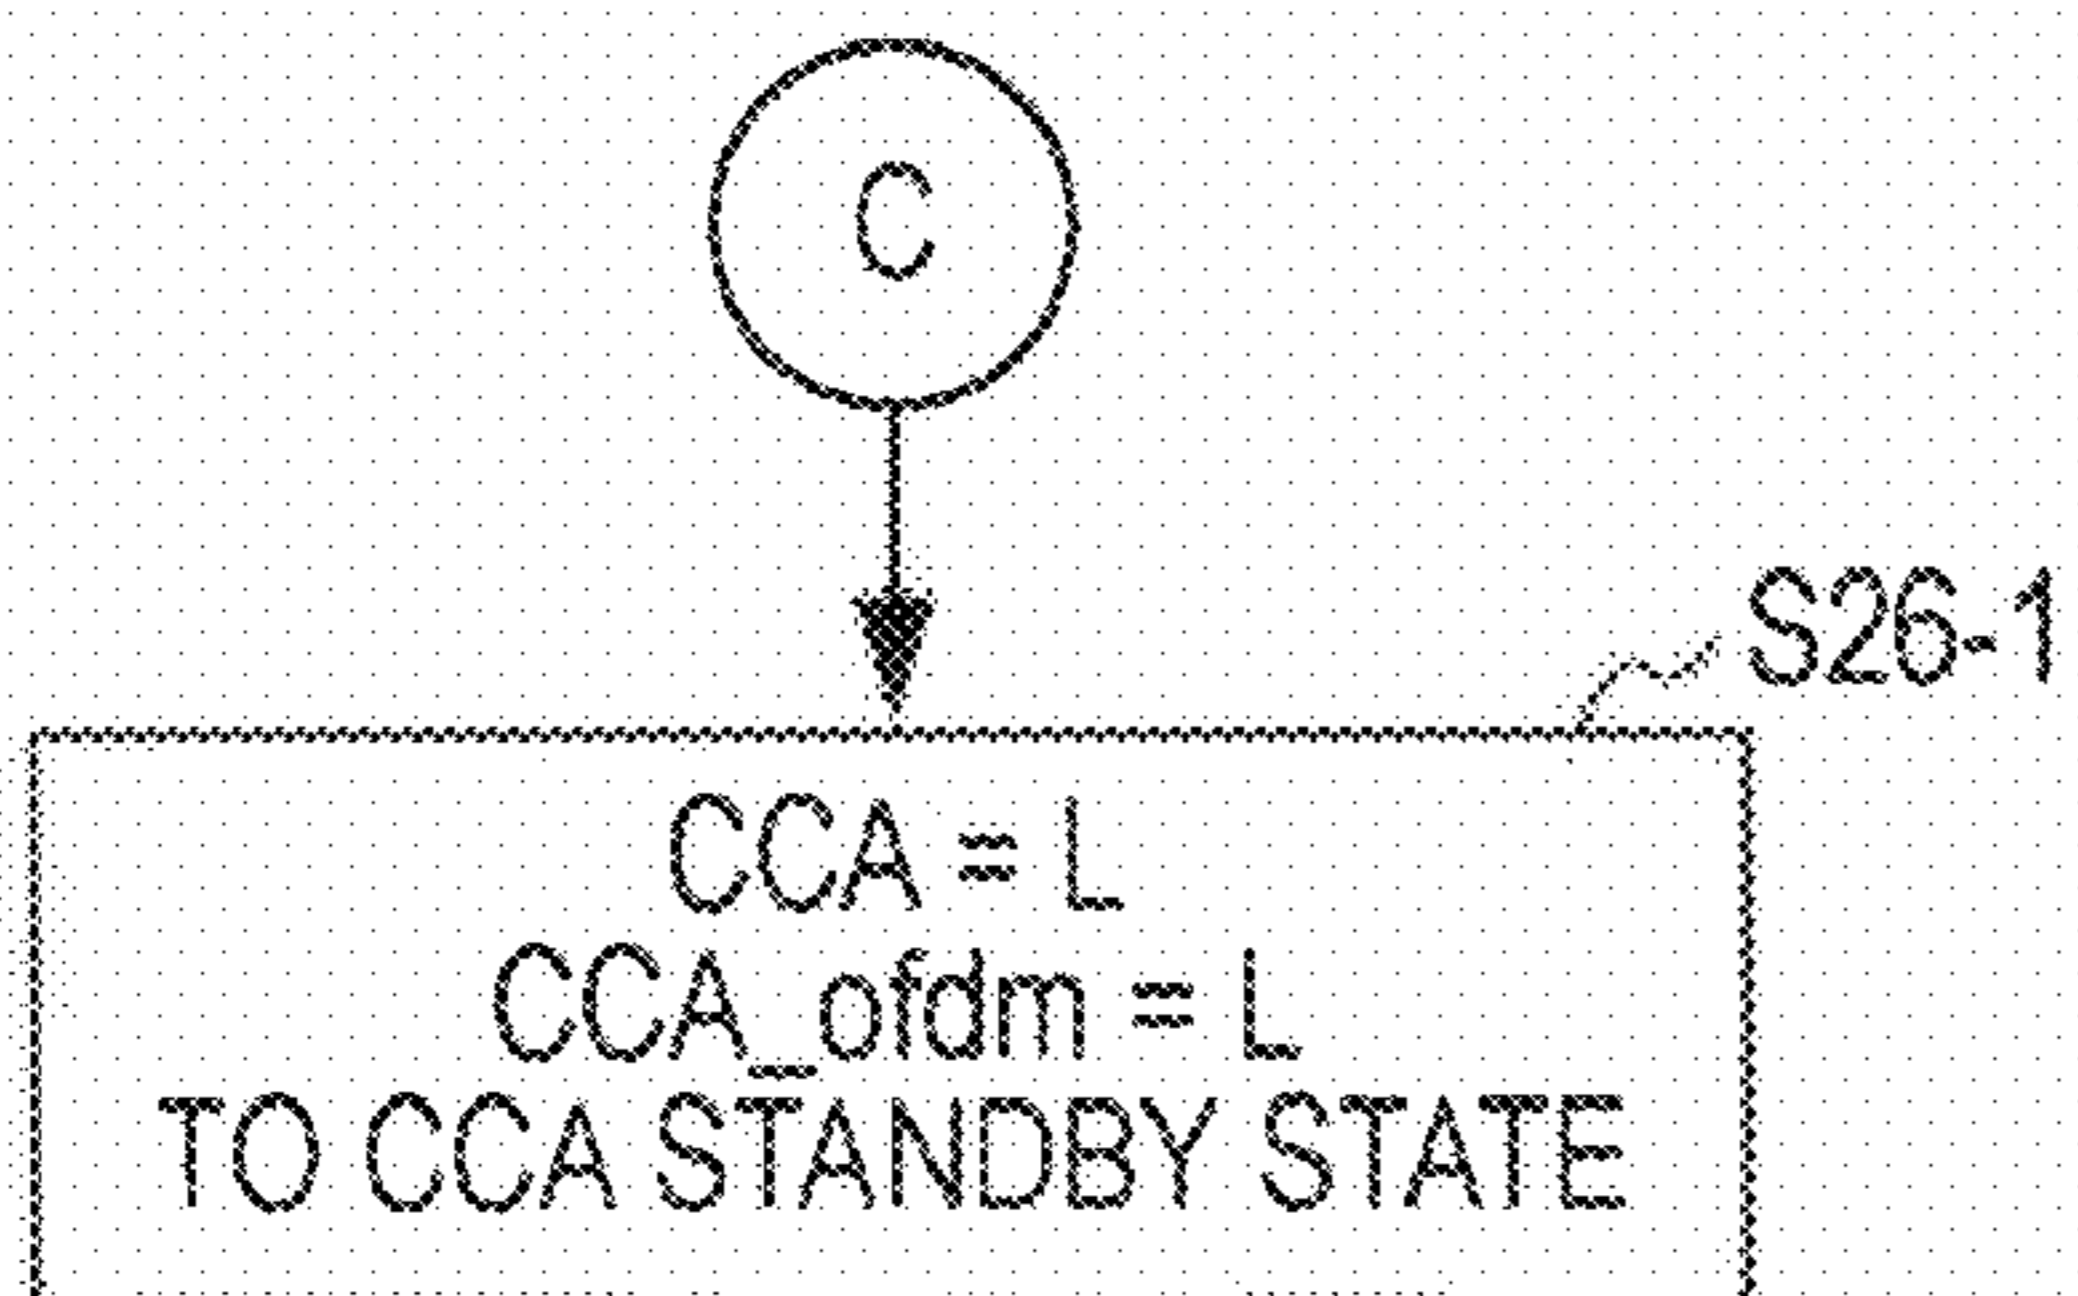 C
S26-1
CCA = L
CCA_ofdm = L
TO CCA STANDBY STATE